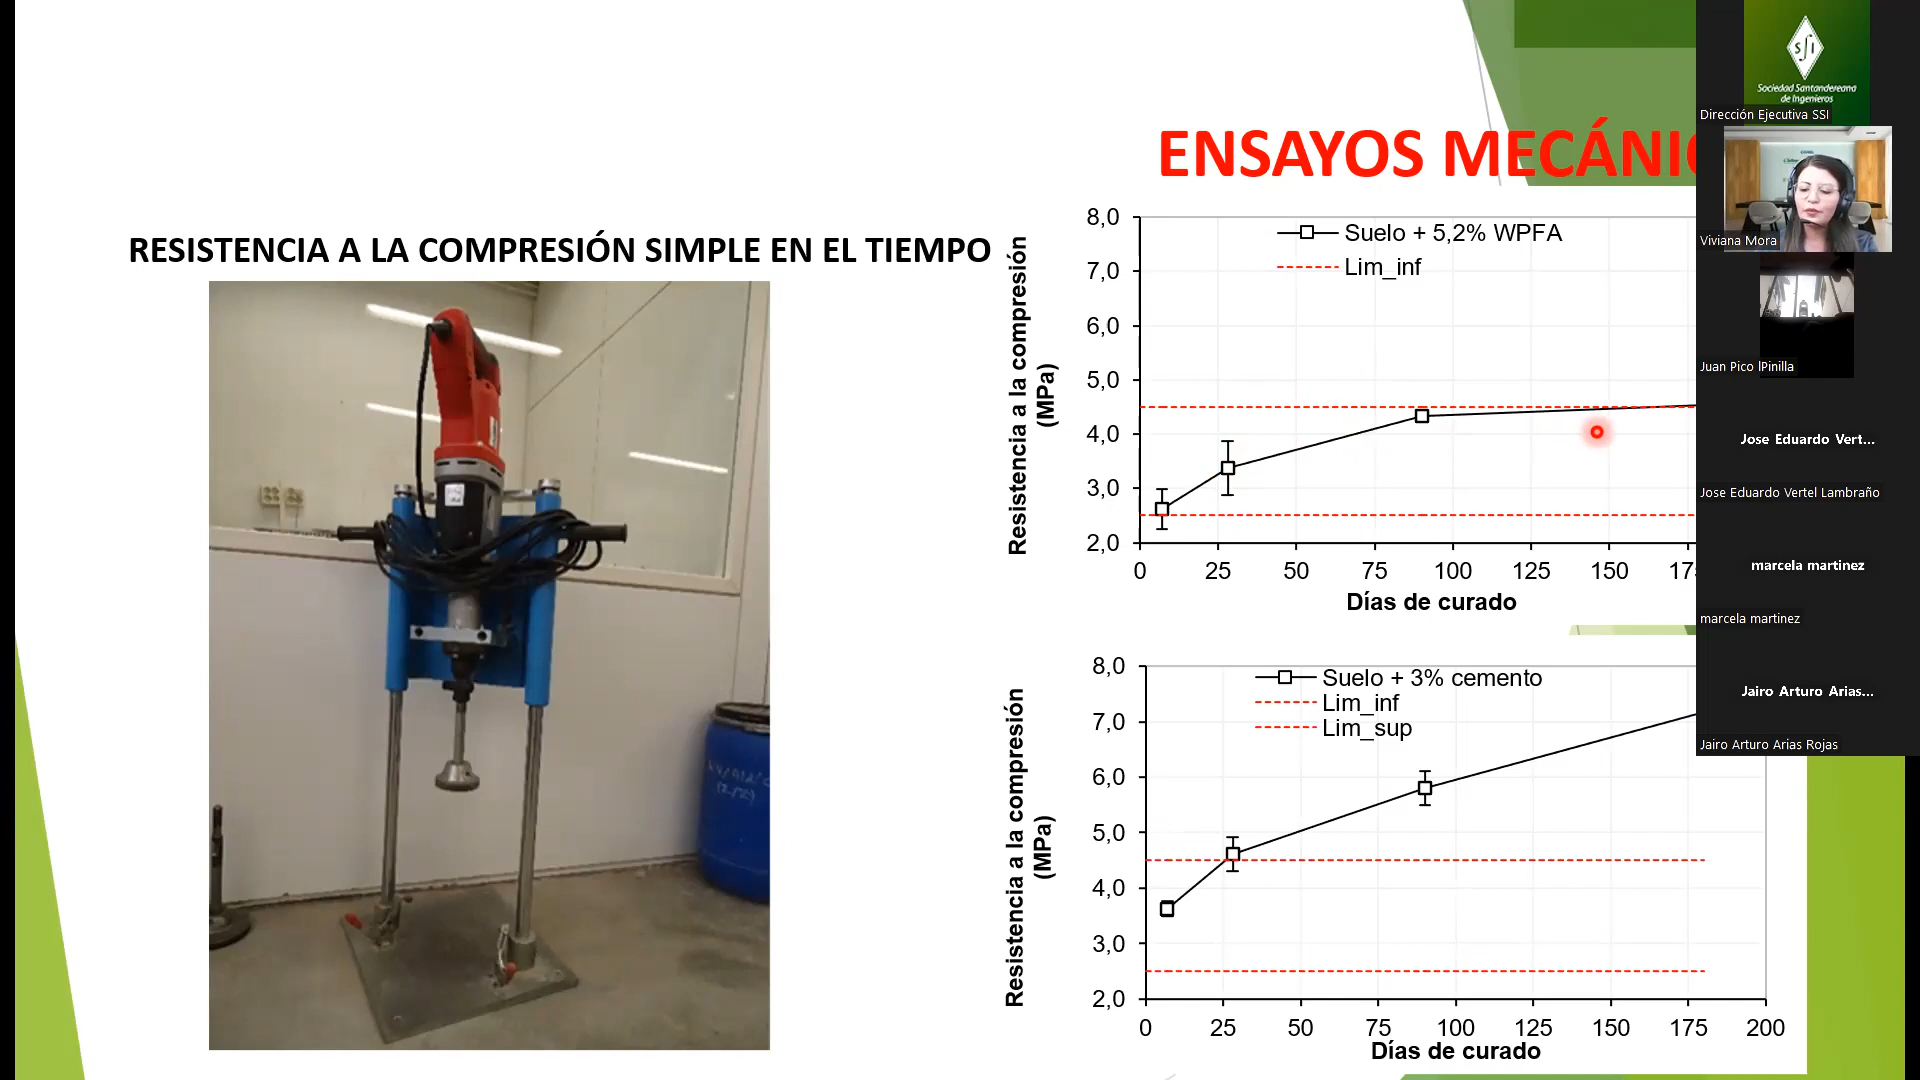 ENSAYOS MECÁNIC
RESISTENCIA A LA COMPRESIÓN SIMPLE EN EL TIEMPO
Resistencia a la compresión
(MPa)
8,0
7,0
6,0
5,0
4,0
3,0
2,0
Suelo + 5,2% WPFA
Lim_inf
0 25 50 75 100 125 150 175
Días de curado
Resistencia a la compresión
(MPa)
8,0
7,0
6,0
5,0
4,0
3,0
2,0
Suelo + 3% cemento
Lim_inf
Lim_sup
0 25 50 75 100 125 150 175 200
Días de curado
SSI
Sociedad Santandereana
de Ingenieros
Dirección Ejecutiva SSI
Viviana Mora
Juan Pico lPinilla
Jose Eduardo Vert...
Jose Eduardo Vertel Lambraño
marcela martinez
marcela martinez
Jairo Arturo Arias...
Jairo Arturo Arias Rojas